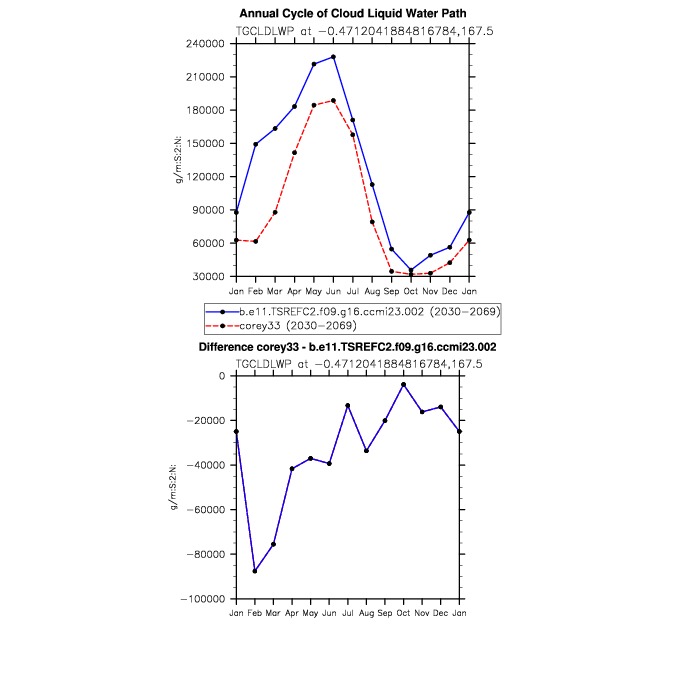 Annual Cycle of Cloud Liquid Water Path
TGCLDLWP at −0.4712041884816784,167.5
240000
210000
180000
150000
120000
90000
60000
30000
g/m:S:2:N:
Jan Feb Mar Apr May Jun Jul Aug Sep Oct Nov Dec Jan
b.e11.TSREFC2.f09.g16.ccmi23.002 (2030−2069)
corey33 (2030−2069)
Difference corey33 - b.e11.TSREFC2.f09.g16.ccmi23.002
TGCLDLWP at −0.4712041884816784,167.5
0
−20000
−40000
−60000
−80000
−100000
g/m:S:2:N:
Jan Feb Mar Apr May Jun Jul Aug Sep Oct Nov Dec Jan